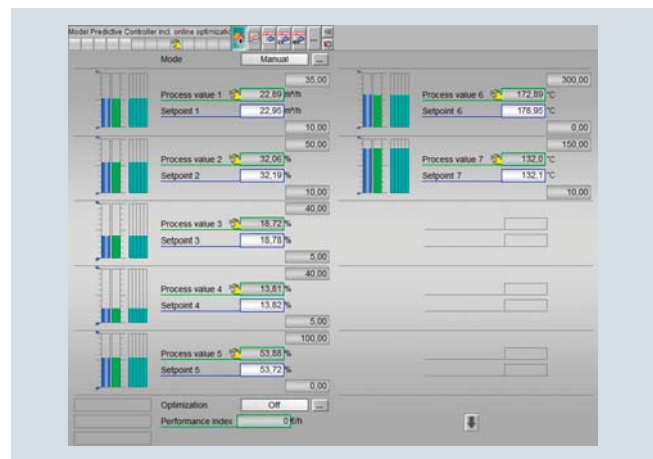 Model Predictive Controller incl. online optimizatio
Mode Manual ...
35,00
Process value 1 22,89 m³/h
Setpoint 1 22,95 m³/h
10,00
50,00
Process value 2 32,06 %
Setpoint 2 32,19 %
10,00
40,00
Process value 3 18,72 %
Setpoint 3 18,78 %
5,00
40,00
Process value 4 13,81 %
Setpoint 4 13,82 %
5,00
100,00
Process value 5 53,88 %
Setpoint 5 53,72 %
0,00
Optimization Off ...
Performance Index 0 €/h
300,00
Process value 6 172,89 °C
Setpoint 6 178,95 °C
0,00
150,00
Process value 7 132,0 °C
Setpoint 7 132,1 °C
10,00